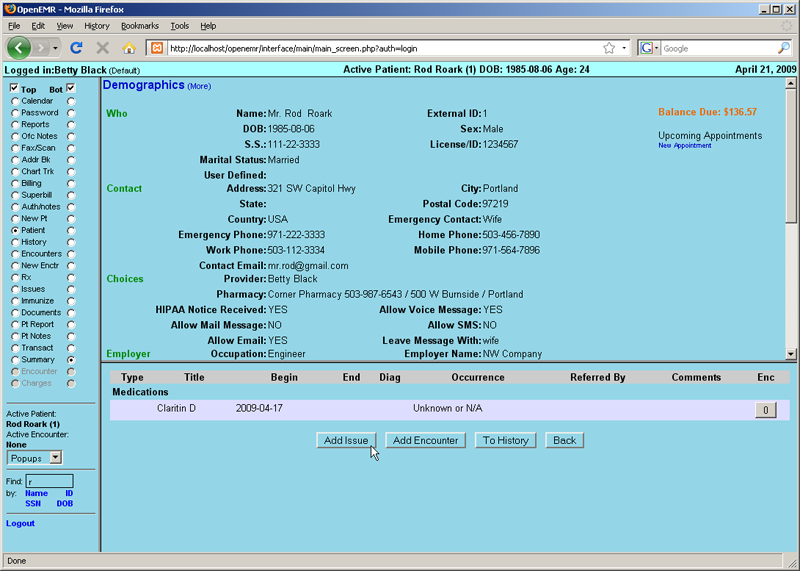 OpenEMR - Mozilla Firefox
File Edit View History Bookmarks Tools Help
http://localhost/openemr/interface/main/main_screen.php?auth=login
Google
Logged in:Betty Black (Default) Active Patient: Rod Roark (1) DOB: 1985-08-06 Age: 24 April 21, 2009
Top Bot
Calendar
Password
Reports
Ofc Notes
Fax/Scan
Addr Bk
Chart Trk
Billing
Superbill
Auth/notes
New Pt
Patient
History
Encounters
New Enctr
Rx
Issues
Immunize
Documents
Pt Report
Pt Notes
Transact
Summary
Encounter
Charges
Active Patient:
Rod Roark (1)
Active Encounter:
None
Popups
Find: r
by: Name ID
SSN DOB
Logout
Demographics (More)
Who Name: Mr. Rod Roark External ID: 1
DOB: 1985-08-06 Sex: Male
S.S.: 111-22-3333 License/ID: 1234567
Marital Status: Married
User Defined:
Contact Address: 321 SW Capitol Hwy City: Portland
State: Postal Code: 97219
Country: USA Emergency Contact: Wife
Emergency Phone: 971-222-3333 Home Phone: 503-456-7890
Work Phone: 503-112-3334 Mobile Phone: 971-564-7896
Contact Email: mr.rod@gmail.com
Choices Provider: Betty Black
Pharmacy: Corner Pharmacy 503-987-6543 / 500 W Burnside / Portland
HIPAA Notice Received: YES Allow Voice Message: YES
Allow Mail Message: NO Allow SMS: NO
Allow Email: YES Leave Message With: wife
Employer Occupation: Engineer Employer Name: NW Company
Balance Due: $136.57
Upcoming Appointments
New Appointment
Type Title Begin End Diag Occurrence Referred By Comments Enc
Medications
Claritin D 2009-04-17 Unknown or N/A 0
Add Issue Add Encounter To History Back
Done